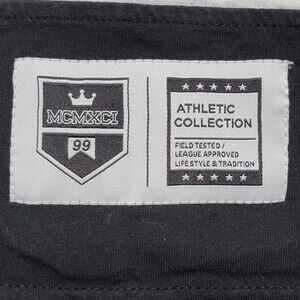 MCMXCI
99
ATHLETIC
COLLECTION
FIELD TESTED /
LEAGUE APPROVED
LIFE STYLE & TRADITION